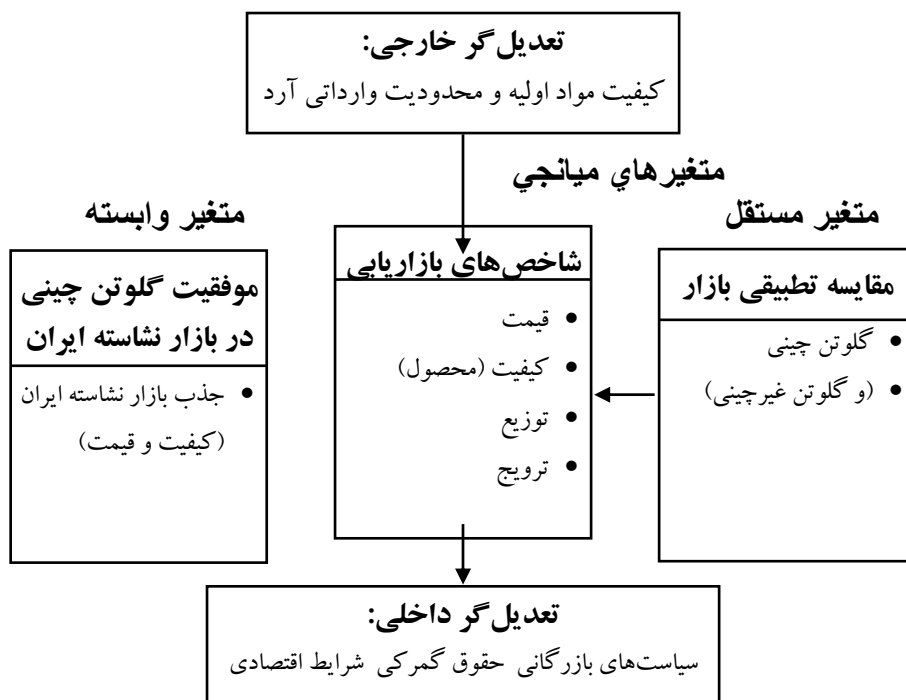 تعدیل‌گر خارجی:
کیفیت مواد اولیه و محدودیت وارداتی آرد
متغیرهاي میانجي
متغیر مستقل
متغیر وابسته
مقایسه تطبیقی بازار
• گلوتن چینی
• (و گلوتن غیرچینی)
شاخص‌های بازاریابی
• قیمت
• کیفیت (محصول)
• توزیع
• ترویج
موفقیت گلوتن چینی
در بازار نشاسته ایران
• جذب بازار نشاسته ایران
(کیفیت و قیمت)
تعدیل‌گر داخلی:
سیاست‌های بازرگانی حقوق گمرکی شرایط اقتصادی